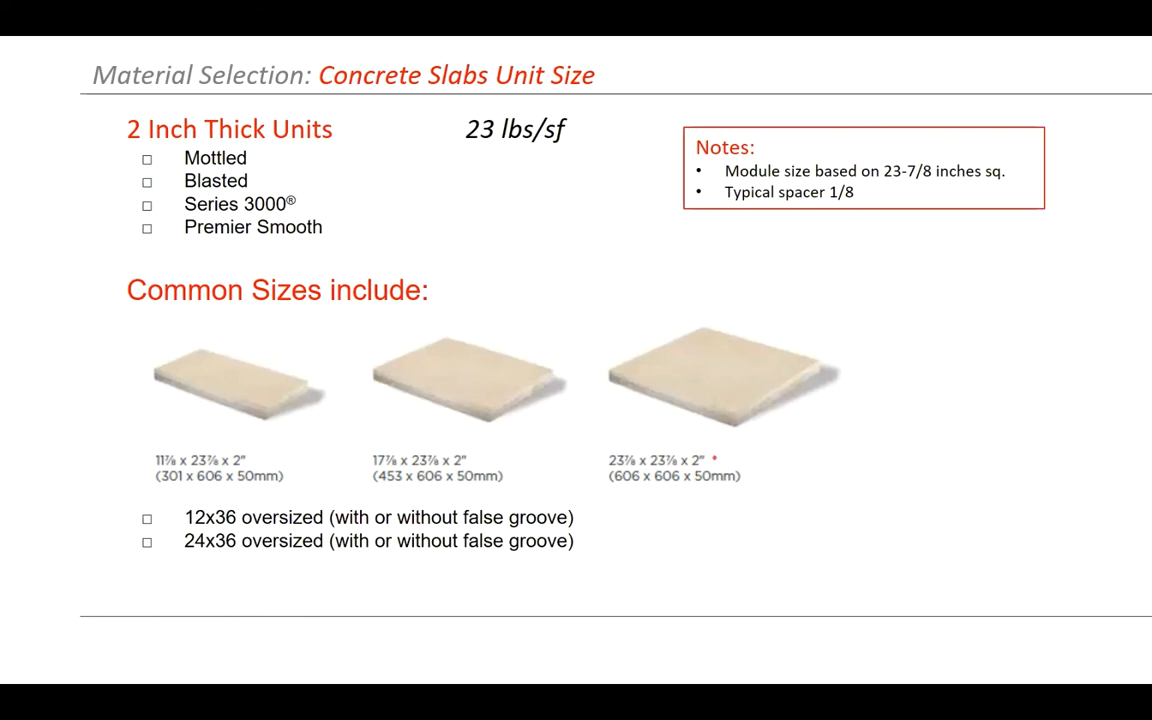 Material Selection: Concrete Slabs Unit Size
2 Inch Thick Units
23 lbs/sf
□ Mottled
□ Blasted
□ Series 3000®
□ Premier Smooth
Notes:
• Module size based on 23-7/8 inches sq.
• Typical spacer 1/8
Common Sizes include:
11⅞ x 23⅞ x 2"
(301 x 606 x 50mm)
17⅞ x 23⅞ x 2"
(453 x 606 x 50mm)
23⅞ x 23⅞ x 2" *
(606 x 606 x 50mm)
□ 12x36 oversized (with or without false groove)
□ 24x36 oversized (with or without false groove)